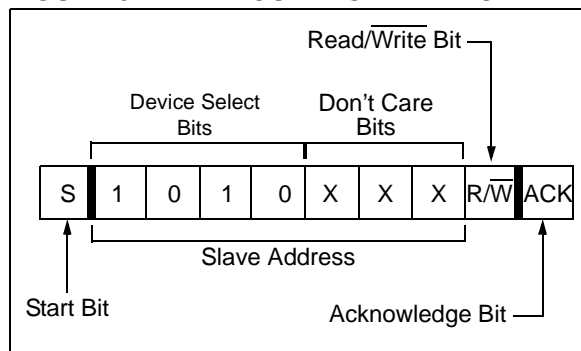 Read/Write Bit
Device Select Bits
Don't Care Bits
S 1 0 1 0 X X X R/W ACK
Slave Address
Start Bit
Acknowledge Bit